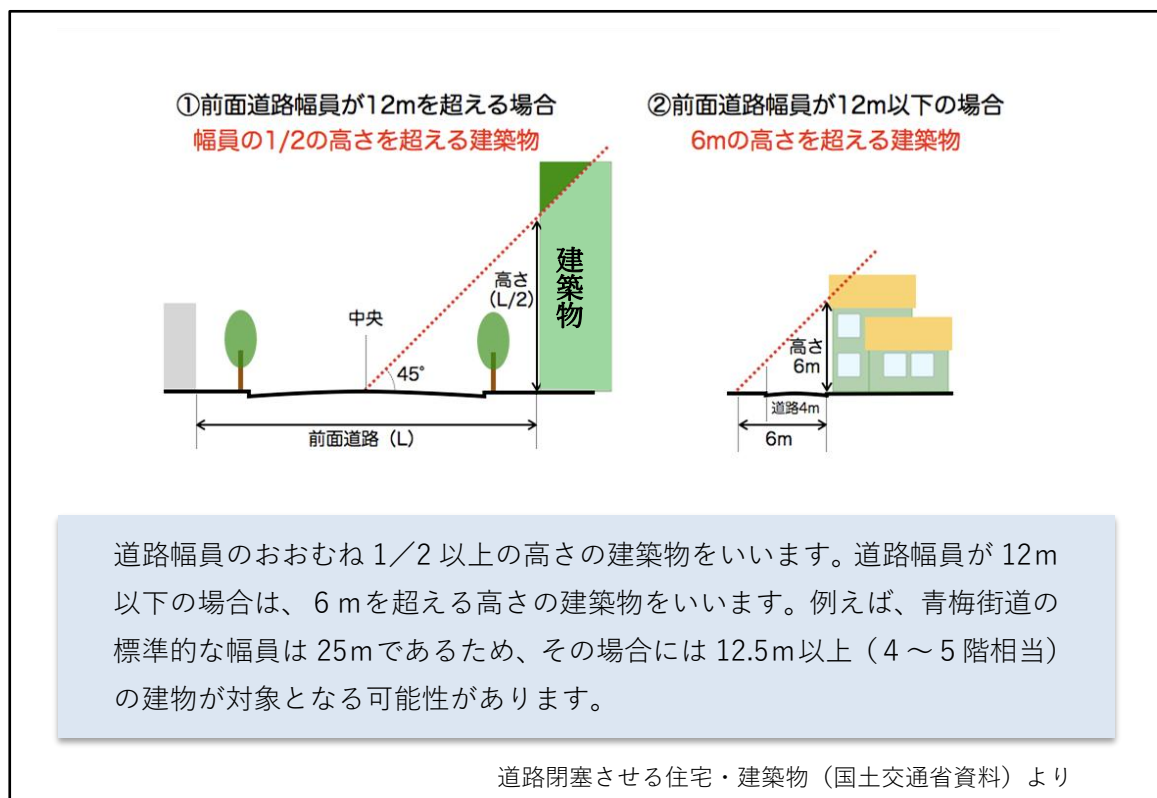 ①前面道路幅員が12mを超える場合
幅員の1/2の高さを超える建築物
②前面道路幅員が12m以下の場合
6mの高さを超える建築物
建築物
高さ
(L/2)
中央
45°
前面道路（L）
高さ
6m
道路4m
6m
道路幅員のおおむね 1／2 以上の高さの建築物をいいます。道路幅員が 12m
以下の場合は、６ｍを超える高さの建築物をいいます。例えば、青梅街道の
標準的な幅員は 25m であるため、その場合には 12.5m 以上（４～５階相当）
の建物が対象となる可能性があります。
道路閉塞させる住宅・建築物（国土交通省資料）より